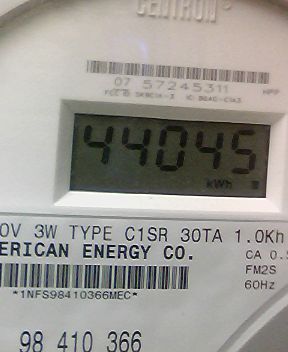 CENTRON®
07 57245311
44045
kWh
0V 3W TYPE C1SR 30TA 1.0Kh
ERICAN ENERGY CO.
CA 0.5
FM2S
60Hz
*1NFS98410366MEC*
98 410 366